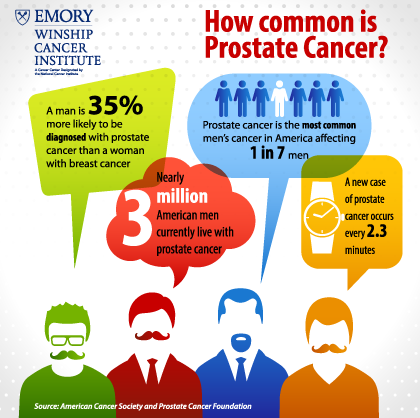 EMORY
WINSHIP
CANCER
INSTITUTE
A Cancer Center Designated by
the National Cancer Institute
How common is
Prostate Cancer?
A man is 35%
more likely to be
diagnosed with prostate
cancer than a woman
with breast cancer
Prostate cancer is the most common
men's cancer in America affecting
1 in 7 men
Nearly
3 million
American men
currently live with
prostate cancer
A new case
of prostate
cancer occurs
every 2.3
minutes
Source: American Cancer Society and Prostate Cancer Foundation